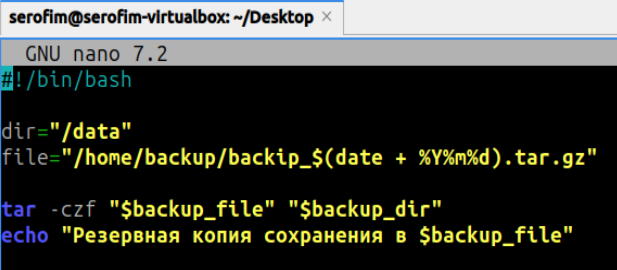 serofim@serofim-virtualbox: ~/Desktop ×
GNU nano 7.2
#!/bin/bash
dir="/data"
file="/home/backup/backip_$(date + %Y%m%d).tar.gz"
tar -czf "$backup_file" "$backup_dir"
echo "Резервная копия сохранения в $backup_file"